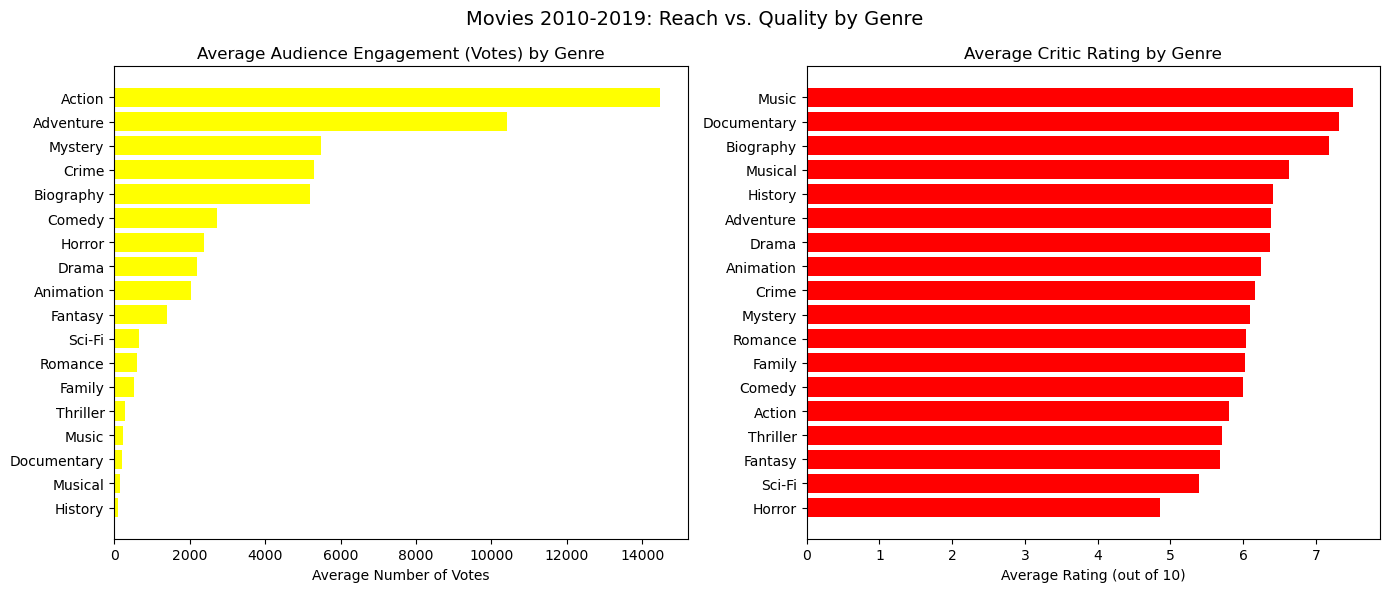 Movies 2010-2019: Reach vs. Quality by Genre
Average Audience Engagement (Votes) by Genre
Action
Adventure
Mystery
Crime
Biography
Comedy
Horror
Drama
Animation
Fantasy
Sci-Fi
Romance
Family
Thriller
Music
Documentary
Musical
History
0 2000 4000 6000 8000 10000 12000 14000
Average Number of Votes
Average Critic Rating by Genre
Music
Documentary
Biography
Musical
History
Adventure
Drama
Animation
Crime
Mystery
Romance
Family
Comedy
Action
Thriller
Fantasy
Sci-Fi
Horror
0 1 2 3 4 5 6 7
Average Rating (out of 10)